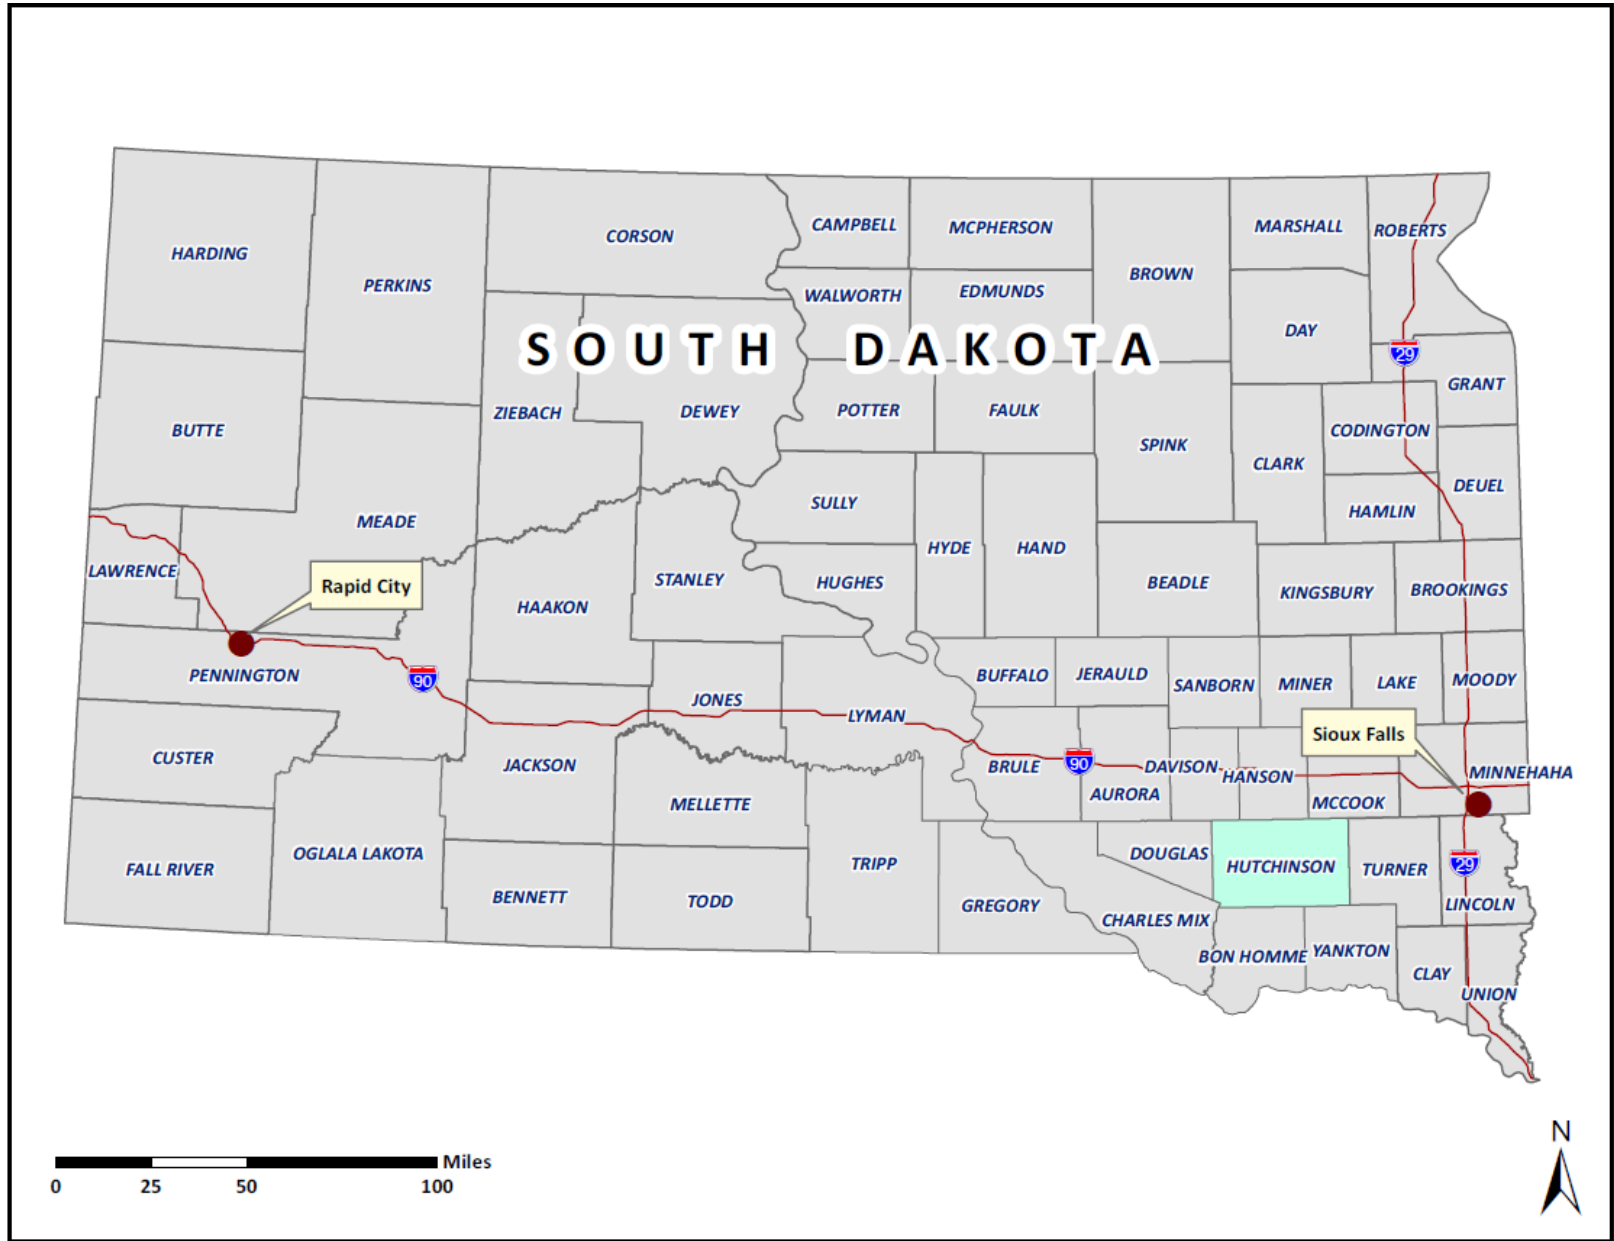 CAMPBELL
MCPHERSON
MARSHALL
ROBERTS
CORSON
HARDING
BROWN
PERKINS
WALWORTH
EDMUNDS
DAY
SOUTH DAKOTA
29
GRANT
ZIEBACH
DEWEY
POTTER
FAULK
BUTTE
CODINGTON
SPINK
CLARK
DEUEL
SULLY
HAMLIN
MEADE
HYDE
HAND
LAWRENCE
STANLEY
HUGHES
BEADLE
Rapid City
KINGSBURY
BROOKINGS
HAAKON
PENNINGTON
90
BUFFALO
JERAULD
SANBORN
MINER
LAKE
MOODY
JONES
LYMAN
Sioux Falls
CUSTER
JACKSON
BRULE
90
DAVISON
HANSON
MINNEHAHA
AURORA
MCCOOK
MELLETTE
OGLALA LAKOTA
FALL RIVER
TRIPP
DOUGLAS
HUTCHINSON
TURNER
29
BENNETT
TODD
GREGORY
LINCOLN
CHARLES MIX
BON HOMME
YANKTON
CLAY
UNION
N
Miles
0 25 50 100